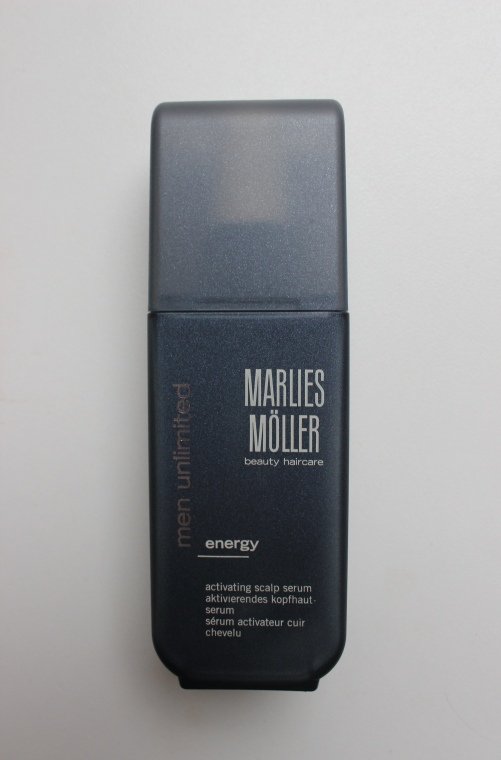 MARLIES
MÖLLER
beauty haircare
men unlimited
energy
activating scalp serum
aktivierendes kopfhaut-
serum
sérum activateur cuir
chevelu